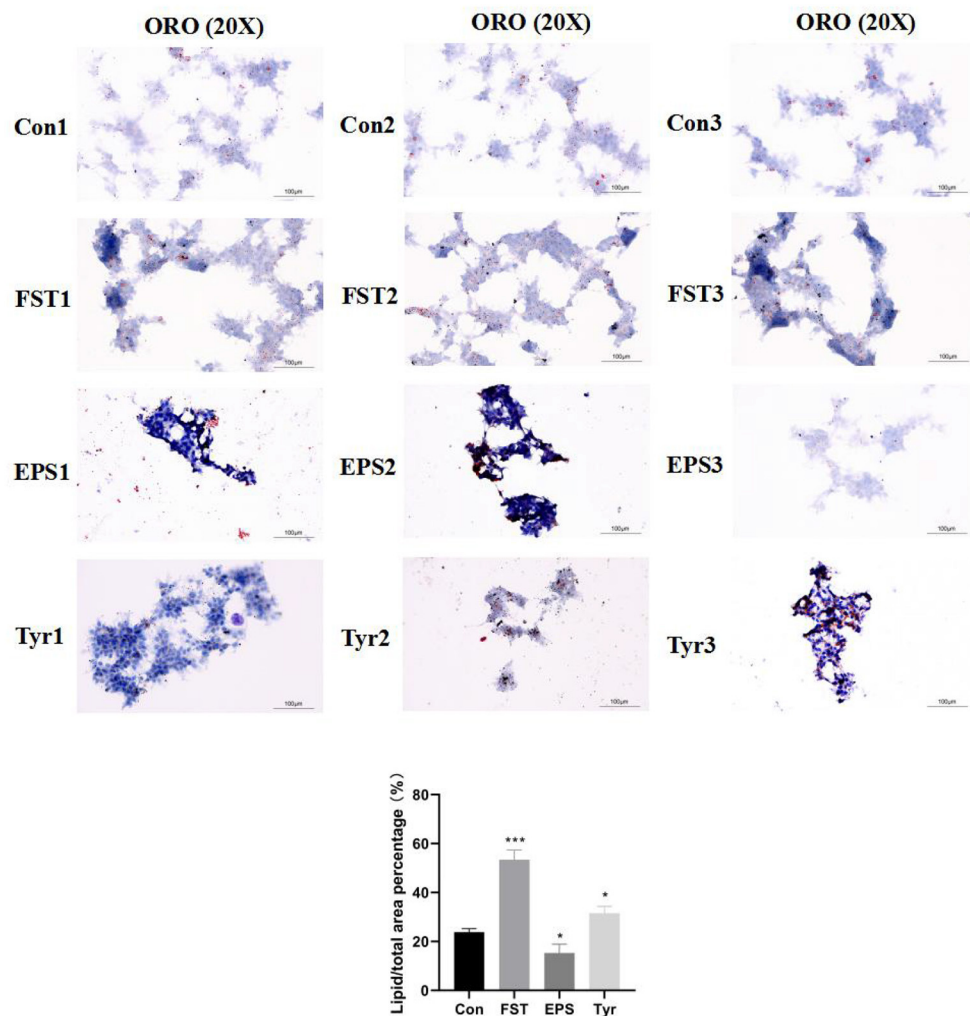 ORO (20X) ORO (20X) ORO (20X)
Con1 100μm Con2 100μm Con3 100μm
FST1 100μm FST2 100μm FST3 100μm
EPS1 100μm EPS2 100μm EPS3 100μm
Tyr1 100μm Tyr2 100μm Tyr3 100μm
Lipid/total area percentage (%)
80
60
40
20
0
***
*
*
Con FST EPS Tyr